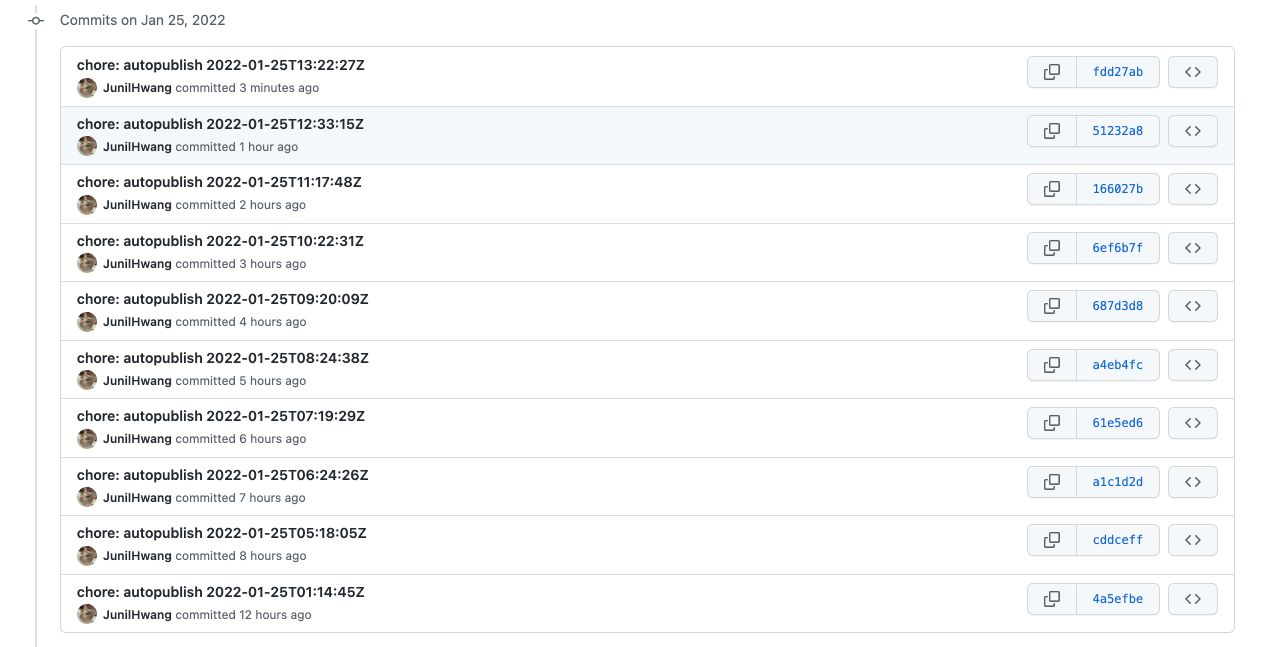 Commits on Jan 25, 2022
chore: autopublish 2022-01-25T13:22:27Z
JunilHwang committed 3 minutes ago
fdd27ab
chore: autopublish 2022-01-25T12:33:15Z
JunilHwang committed 1 hour ago
51232a8
chore: autopublish 2022-01-25T11:17:48Z
JunilHwang committed 2 hours ago
166027b
chore: autopublish 2022-01-25T10:22:31Z
JunilHwang committed 3 hours ago
6ef6b7f
chore: autopublish 2022-01-25T09:20:09Z
JunilHwang committed 4 hours ago
687d3d8
chore: autopublish 2022-01-25T08:24:38Z
JunilHwang committed 5 hours ago
a4eb4fc
chore: autopublish 2022-01-25T07:19:29Z
JunilHwang committed 6 hours ago
61e5ed6
chore: autopublish 2022-01-25T06:24:26Z
JunilHwang committed 7 hours ago
a1c1d2d
chore: autopublish 2022-01-25T05:18:05Z
JunilHwang committed 8 hours ago
cddceff
chore: autopublish 2022-01-25T01:14:45Z
JunilHwang committed 12 hours ago
4a5efbe